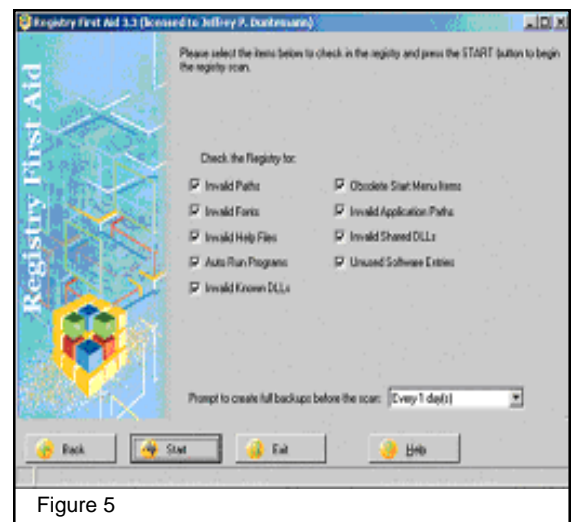 Registry First Aid 3.3 (licensed to Jeffrey P. Duntemann)
Please select the items below to check in the registry and press the START button to begin
the registry scan.
Registry First Aid
Check the Registry for:
Invalid Paths
Obsolete Start Menu Items
Invalid Fonts
Invalid Application Paths
Invalid Help Files
Invalid Shared DLLs
Auto Run Programs
Unused Software Entries
Invalid Known DLLs
Prompt to create full backups before the scan: Every 1 day(s)
Back Start Exit Help
Figure 5